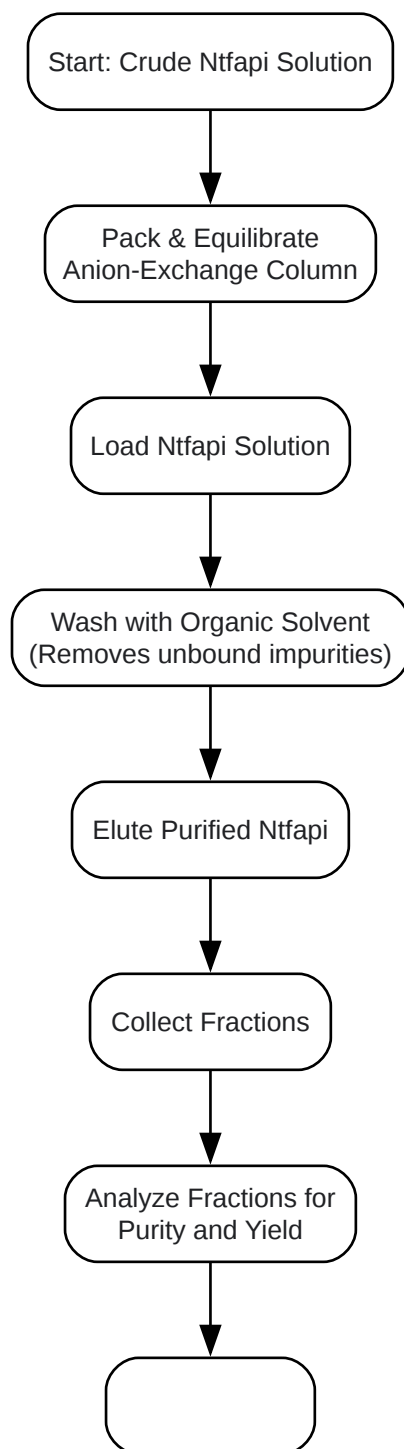 Start: Crude Ntfapi Solution
Pack & Equilibrate
Anion-Exchange Column
Load Ntfapi Solution
Wash with Organic Solvent
(Removes unbound impurities)
Elute Purified Ntfapi
Collect Fractions
Analyze Fractions for
Purity and Yield